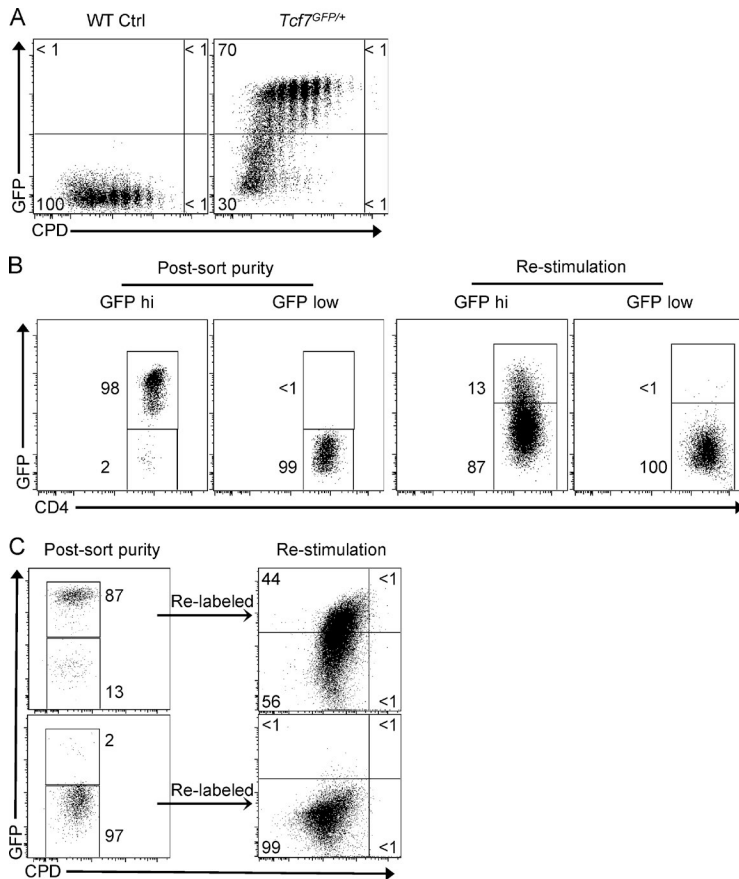 A
WT Ctrl
Tcf7GFP/+
< 1
< 1
70
< 1
100
< 1
30
< 1
GFP
CPD
B
Post-sort purity
Re-stimulation
GFP hi
GFP low
GFP hi
GFP low
98
<1
13
<1
2
99
87
100
GFP
CD4
C
Post-sort purity
Re-stimulation
87
Re-labeled
44
<1
13
56
<1
2
Re-labeled
<1
<1
97
99
<1
GFP
CPD